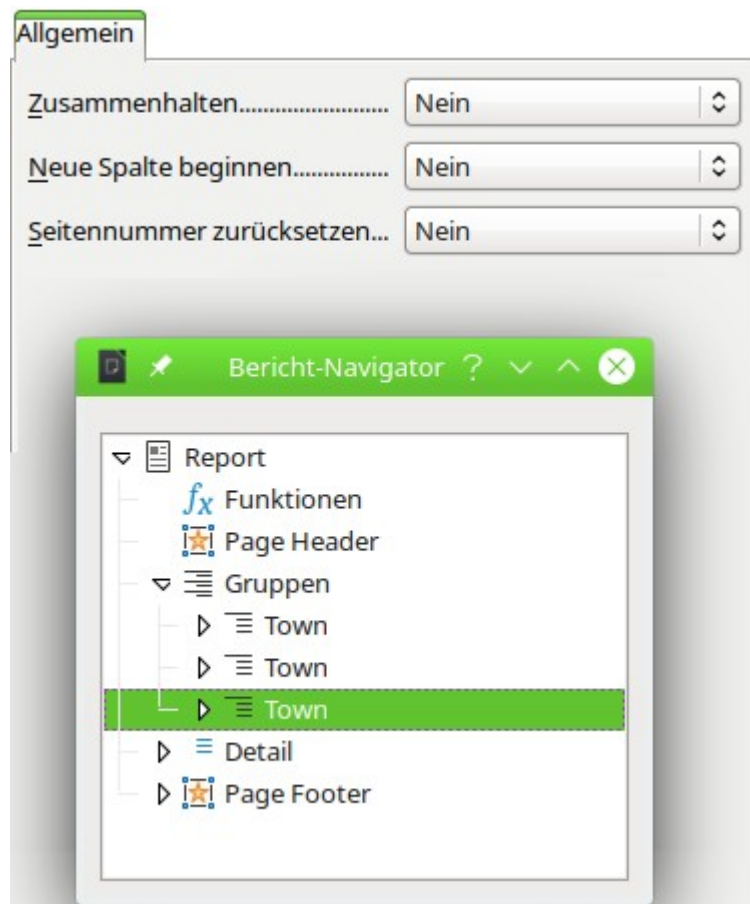 Allgemein
Zusammenhalten......................... Nein
Neue Spalte beginnen................ Nein
Seitennummer zurücksetzen... Nein
Bericht-Navigator ?
Report
fx Funktionen
Page Header
Gruppen
Town
Town
Town
Detail
Page Footer